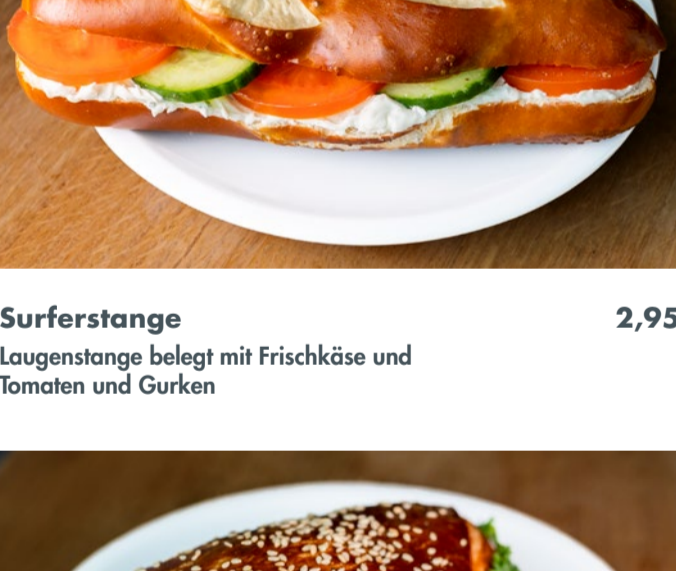 Surferstange 2,95
Laugenstange belegt mit Frischkäse und
Tomaten und Gurken